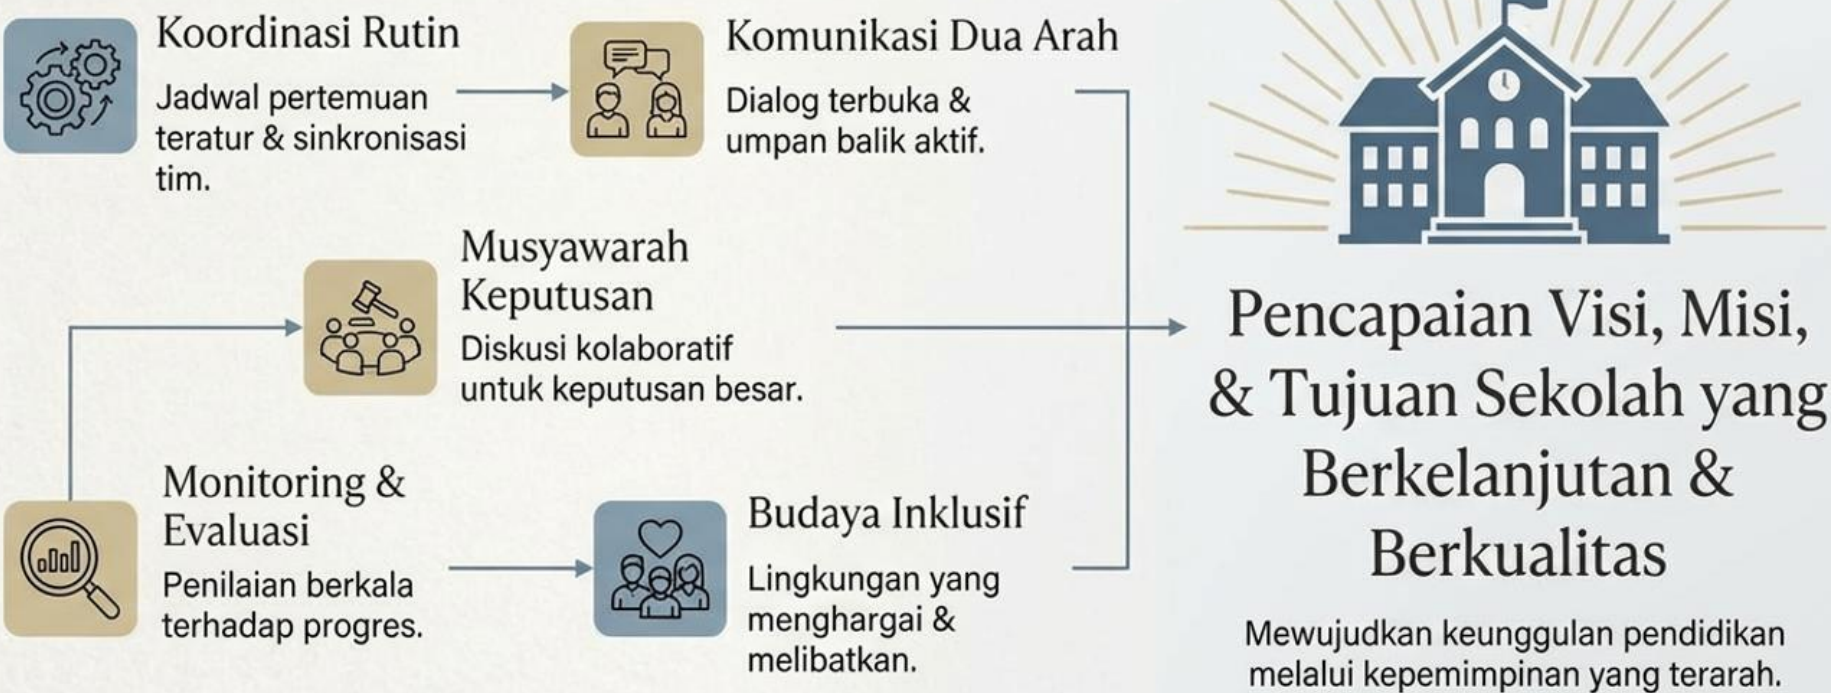 Koordinasi Rutin
Jadwal pertemuan
teratur & sinkronisasi
tim.
Komunikasi Dua Arah
Dialog terbuka &
umpan balik aktif.
Musyawarah
Keputusan
Diskusi kolaboratif
untuk keputusan besar.
Monitoring &
Evaluasi
Penilaian berkala
terhadap progres.
Budaya Inklusif
Lingkungan yang
menghargai &
melibatkan.
Pencapaian Visi, Misi,
& Tujuan Sekolah yang
Berkelanjutan &
Berkualitas
Mewujudkan keunggulan pendidikan
melalui kepemimpinan yang terarah.